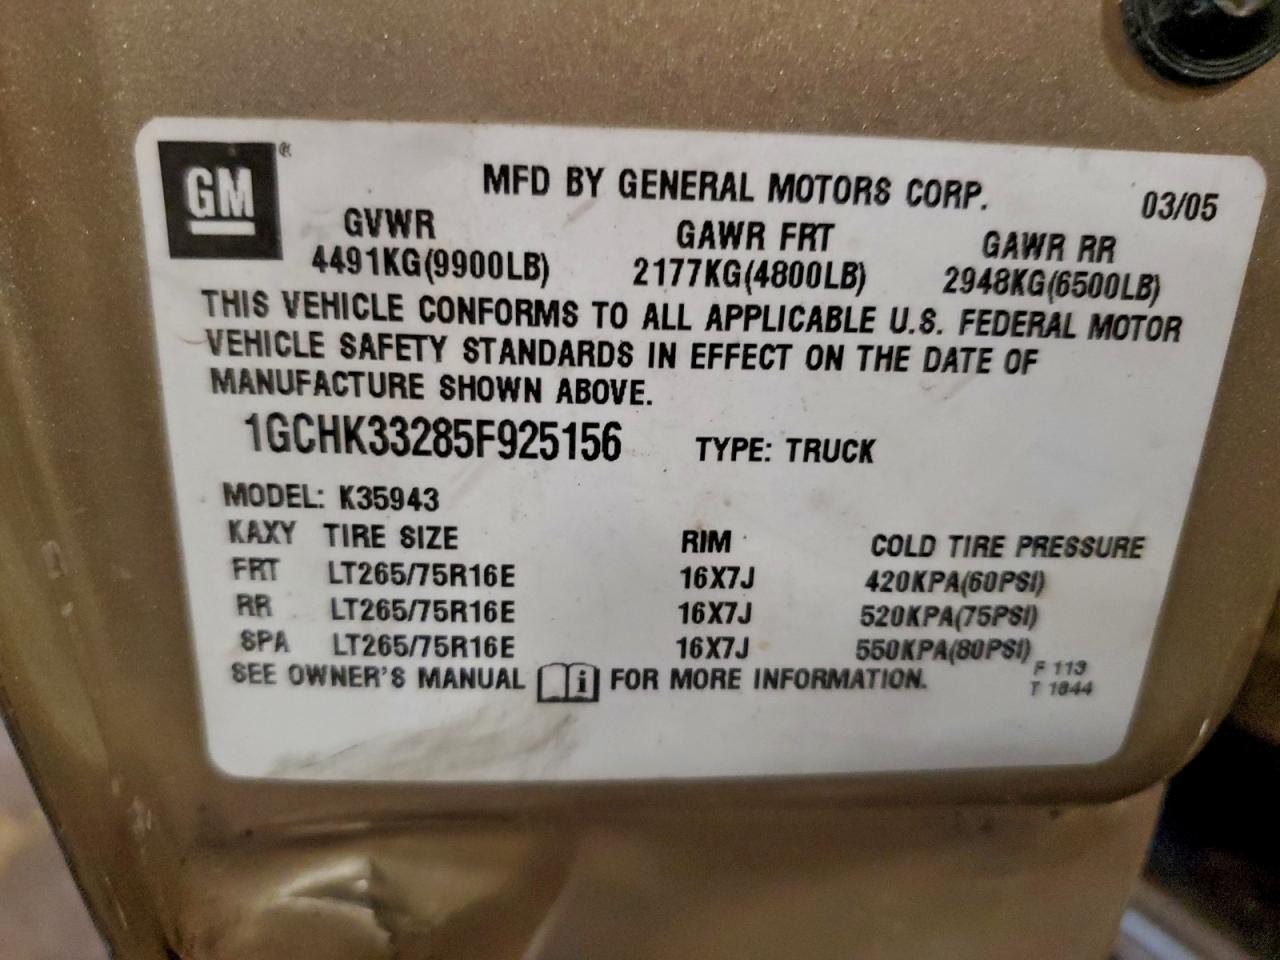 GM®
MFD BY GENERAL MOTORS CORP. 03/05
GVWR GAWR FRT GAWR RR
4491KG(9900LB) 2177KG(4800LB) 2948KG(6500LB)
THIS VEHICLE CONFORMS TO ALL APPLICABLE U.S. FEDERAL MOTOR
VEHICLE SAFETY STANDARDS IN EFFECT ON THE DATE OF
MANUFACTURE SHOWN ABOVE.
1GCHK33285F925156 TYPE: TRUCK
MODEL: K35943
KAXY TIRE SIZE RIM COLD TIRE PRESSURE
FRT LT265/75R16E 16X7J 420KPA(60PSI)
RR LT265/75R16E 16X7J 520KPA(75PSI)
SPA LT265/75R16E 16X7J 550KPA(80PSI)
SEE OWNER'S MANUAL i FOR MORE INFORMATION.
F 113
T 1844